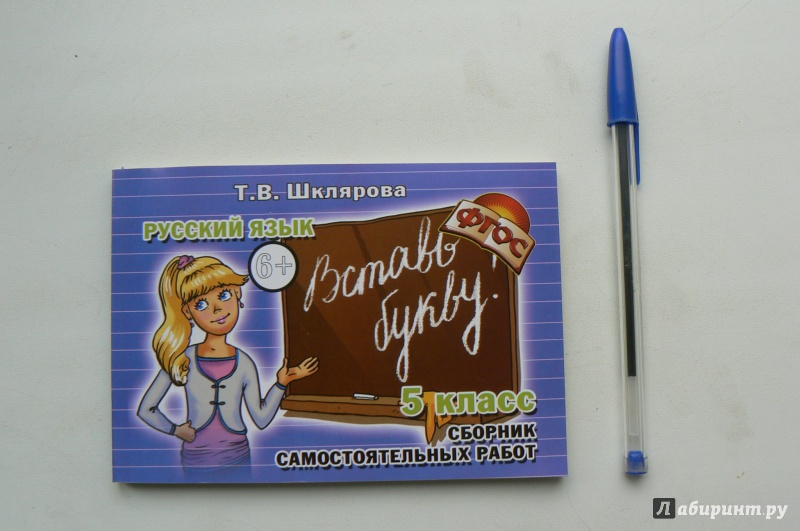 Т.В. Шклярова
РУССКИЙ ЯЗЫК
ФГОС
6+
Вставь
букву!
5 класс
СБОРНИК
САМОСТОЯТЕЛЬНЫХ РАБОТ
Лабиринт.ру